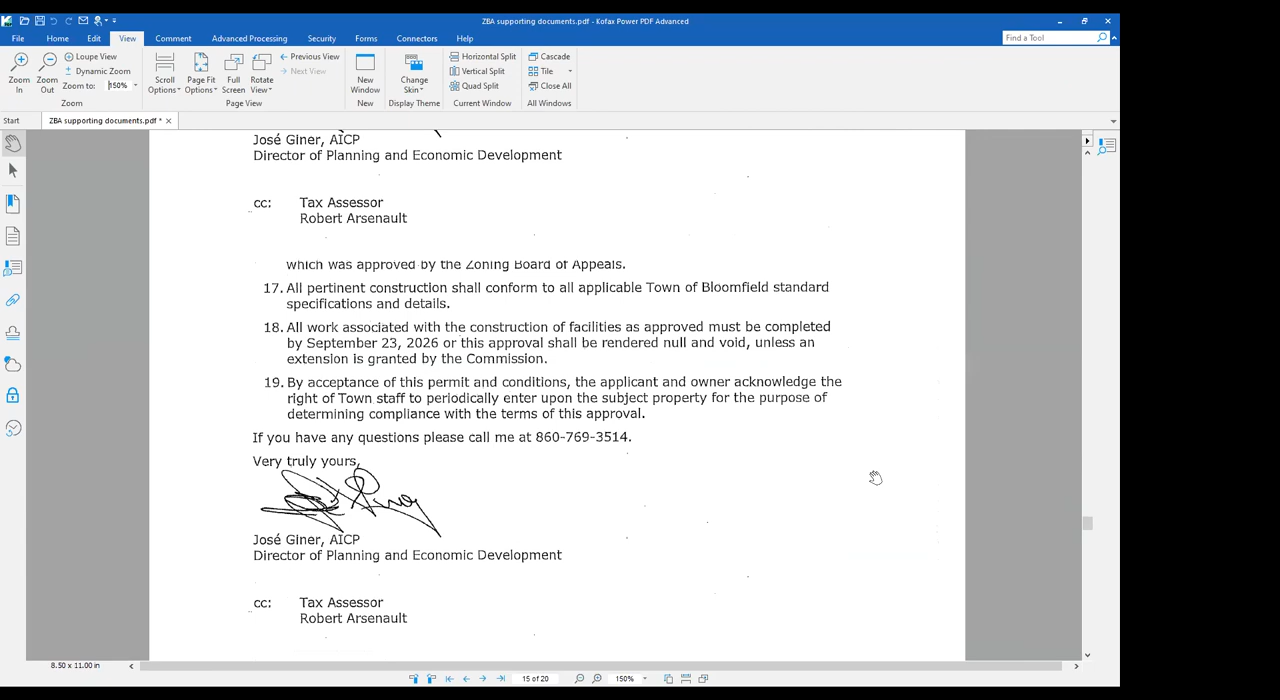 ZBA supporting documents.pdf - Kofax Power PDF Advanced
File Home Edit View Comment Advanced Processing Security Forms Connectors Help
Find a Tool
Zoom In
Zoom Out
Loupe View
Dynamic Zoom
Zoom to: 150%
Zoom
Scroll Options
Page Fit Options
Full Screen
Rotate View
Previous View
Next View
Page View
New Window
New
Change Skin
Display Theme
Horizontal Split
Vertical Split
Quad Split
Current Window
Cascade
Tile
Close All
All Windows
Start
ZBA supporting documents.pdf *
José Giner, AICP
Director of Planning and Economic Development
cc: Tax Assessor
Robert Arsenault
which was approved by the Zoning Board of Appeals.
17. All pertinent construction shall conform to all applicable Town of Bloomfield standard
specifications and details.
18. All work associated with the construction of facilities as approved must be completed
by September 23, 2026 or this approval shall be rendered null and void, unless an
extension is granted by the Commission.
19. By acceptance of this permit and conditions, the applicant and owner acknowledge the
right of Town staff to periodically enter upon the subject property for the purpose of
determining compliance with the terms of this approval.
If you have any questions please call me at 860-769-3514.
Very truly yours,
José Giner, AICP
Director of Planning and Economic Development
cc: Tax Assessor
Robert Arsenault
8.50 x 11.00 in
15 of 20
150%